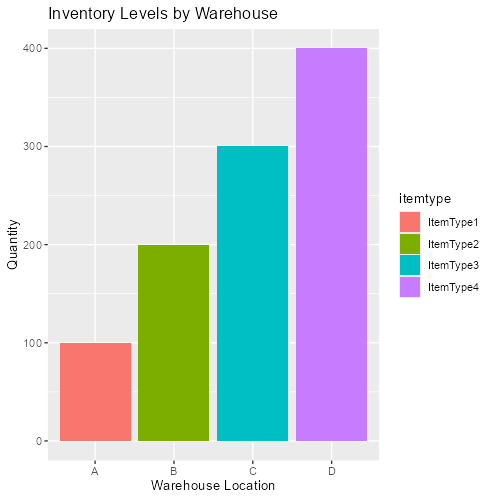 Inventory Levels by Warehouse
400
300
200
100
0
Quantity
A B C D
Warehouse Location
itemtype
ItemType1
ItemType2
ItemType3
ItemType4